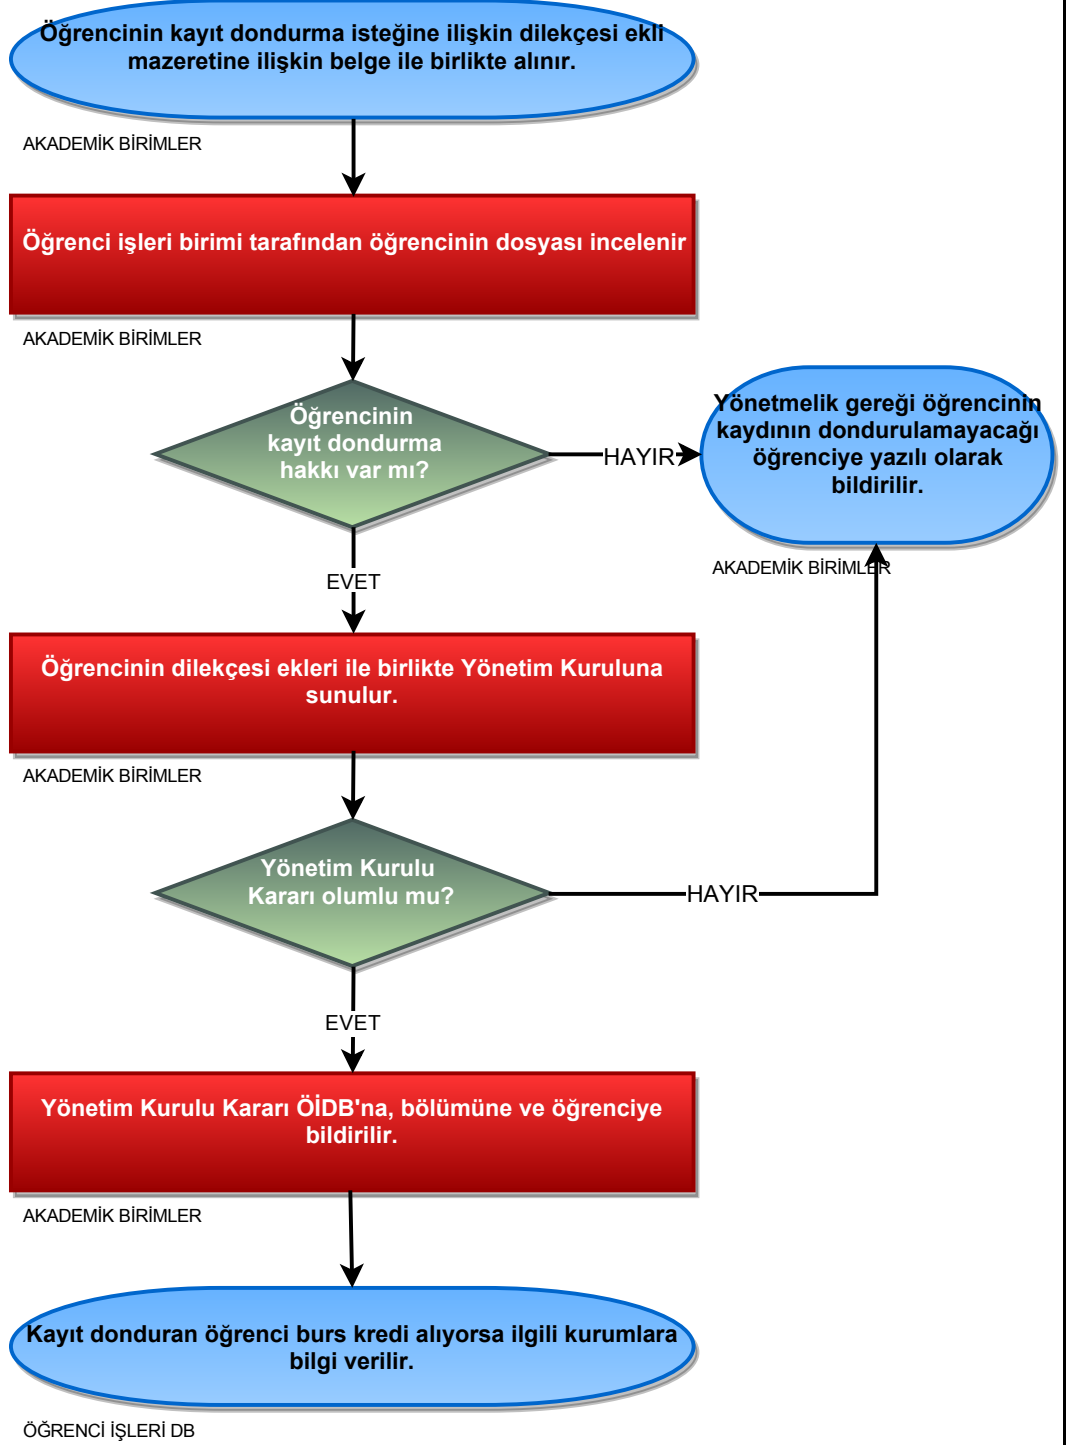 Öğrencinin kayıt dondurma isteğine ilişkin dilekçesi ekli
mazeretine ilişkin belge ile birlikte alınır.
AKADEMİK BİRİMLER
Öğrenci işleri birimi tarafından öğrencinin dosyası incelenir
AKADEMİK BİRİMLER
Öğrencinin
kayıt dondurma
hakkı var mı?
HAYIR
Yönetmelik gereği öğrencinin
kaydının dondurulamayacağı
öğrenciye yazılı olarak
bildirilir.
AKADEMİK BİRİMLER
EVET
Öğrencinin dilekçesi ekleri ile birlikte Yönetim Kuruluna
sunulur.
AKADEMİK BİRİMLER
Yönetim Kurulu
Kararı olumlu mu?
HAYIR
EVET
Yönetim Kurulu Kararı ÖİDB'na, bölümüne ve öğrenciye
bildirilir.
AKADEMİK BİRİMLER
Kayıt donduran öğrenci burs kredi alıyorsa ilgili kurumlara
bilgi verilir.
ÖĞRENCİ İŞLERİ DB